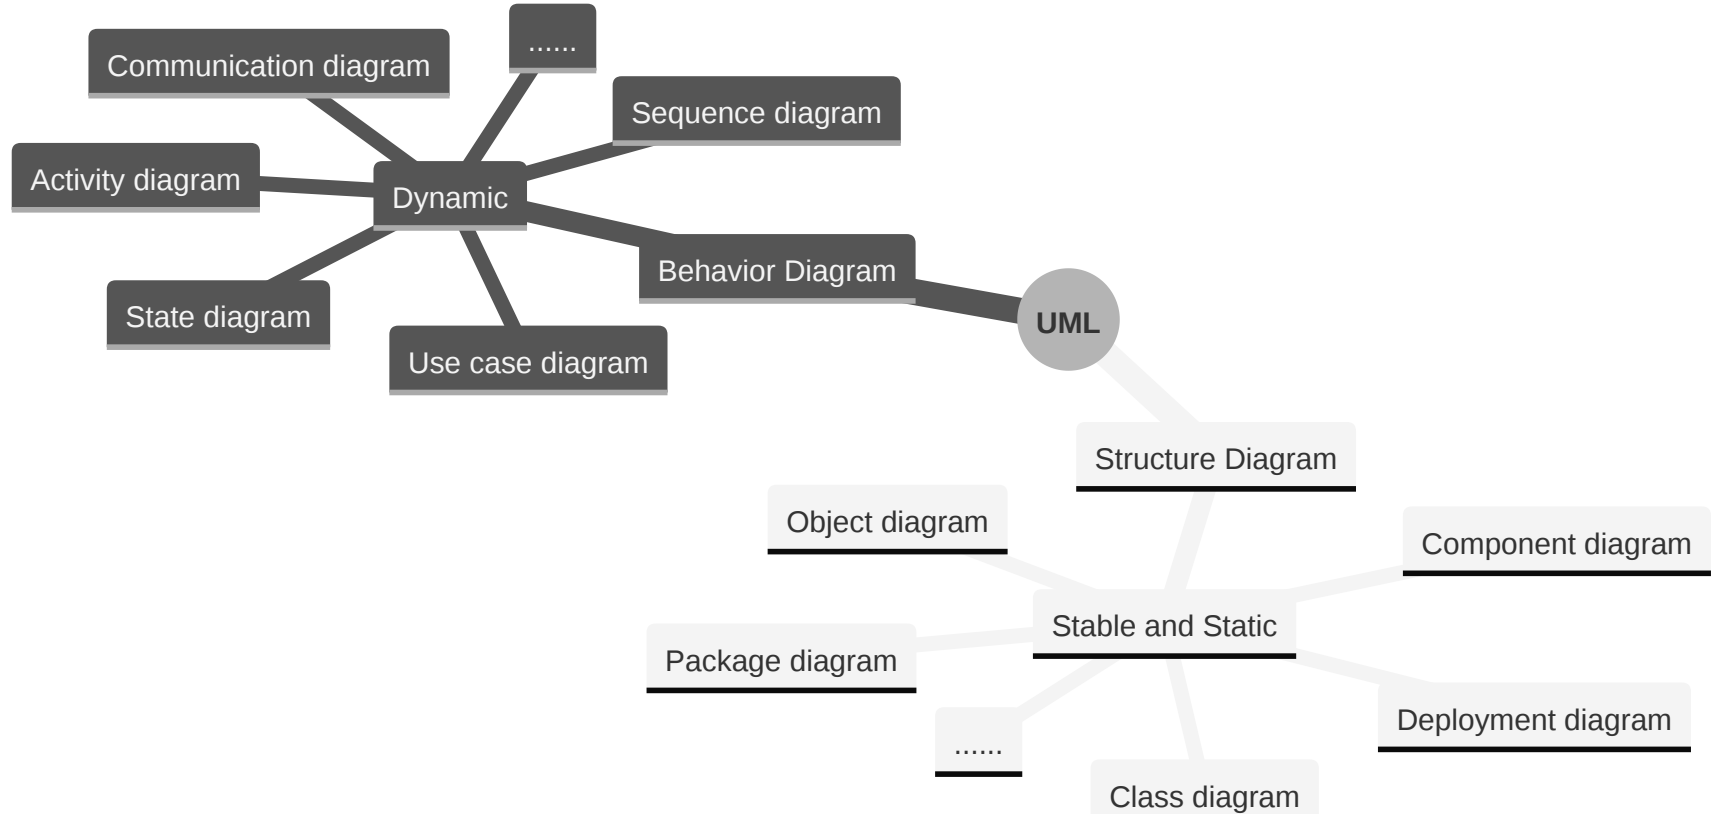 ......
Communication diagram
Sequence diagram
Activity diagram
Dynamic
Behavior Diagram
State diagram
UML
Use case diagram
Structure Diagram
Object diagram
Component diagram
Stable and Static
Package diagram
Deployment diagram
......
Class diagram